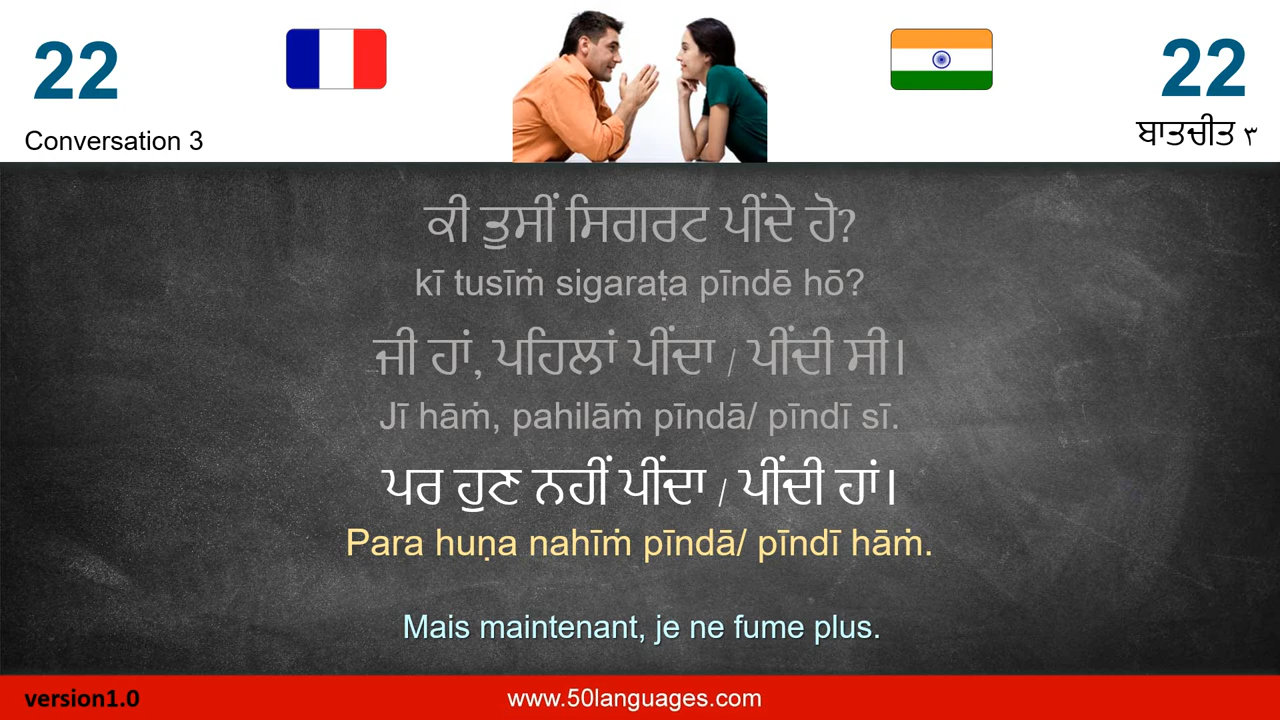 22
22
Conversation 3
ਬਾਤਚੀਤ ੩
ਕੀ ਤੁਸੀਂ ਸਿਗਰਟ ਪੀਂਦੇ ਹੋ?
kī tusīṁ sigaraṭa pīndē hō?
ਜੀ ਹਾਂ, ਪਹਿਲਾਂ ਪੀਂਦਾ / ਪੀਂਦੀ ਸੀ।
Jī hāṁ, pahilāṁ pīndā/ pīndī sī.
ਪਰ ਹੁਣ ਨਹੀਂ ਪੀਂਦਾ / ਪੀਂਦੀ ਹਾਂ।
Para huṇa nahīṁ pīndā/ pīndī hāṁ.
Mais maintenant, je ne fume plus.
version1.0
www.50languages.com